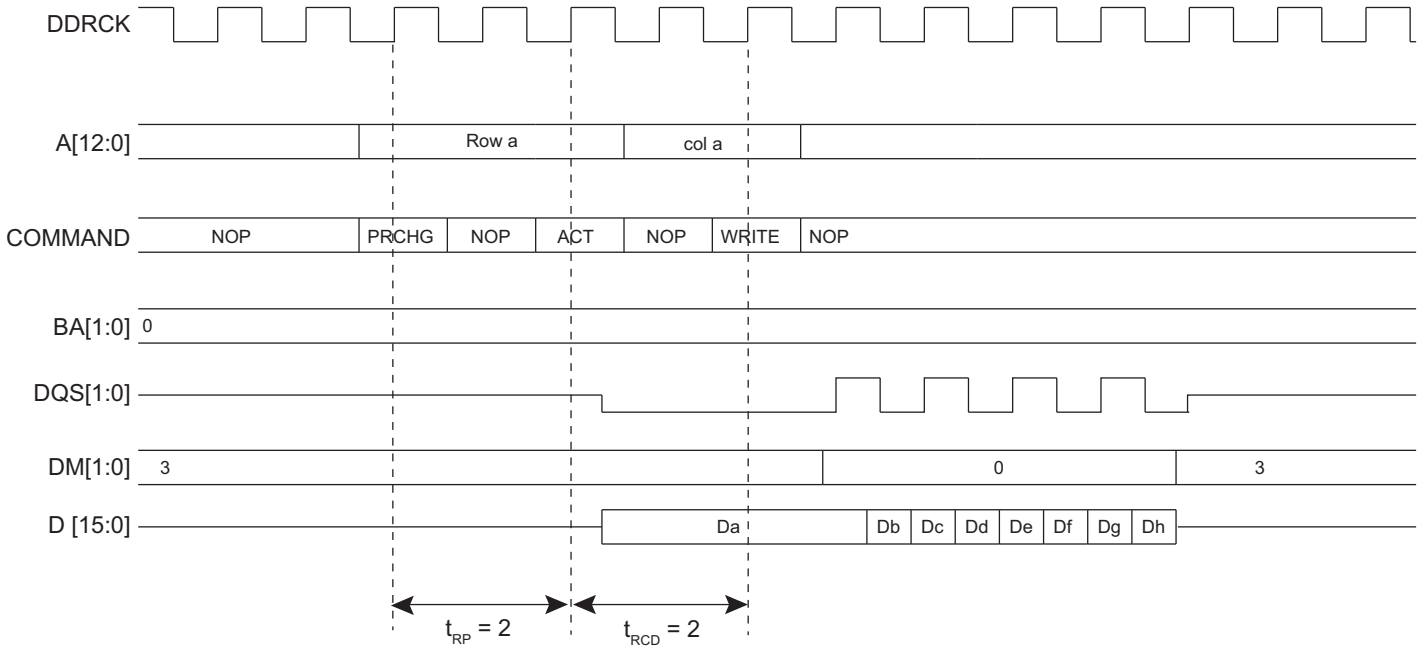 DDRCK
A[12:0] Row a col a
COMMAND NOP PRCHG NOP ACT NOP WRITE NOP
BA[1:0] 0
DQS[1:0]
DM[1:0] 3 0 3
D [15:0] Da Db Dc Dd De Df Dg Dh
tRP = 2 tRCD = 2